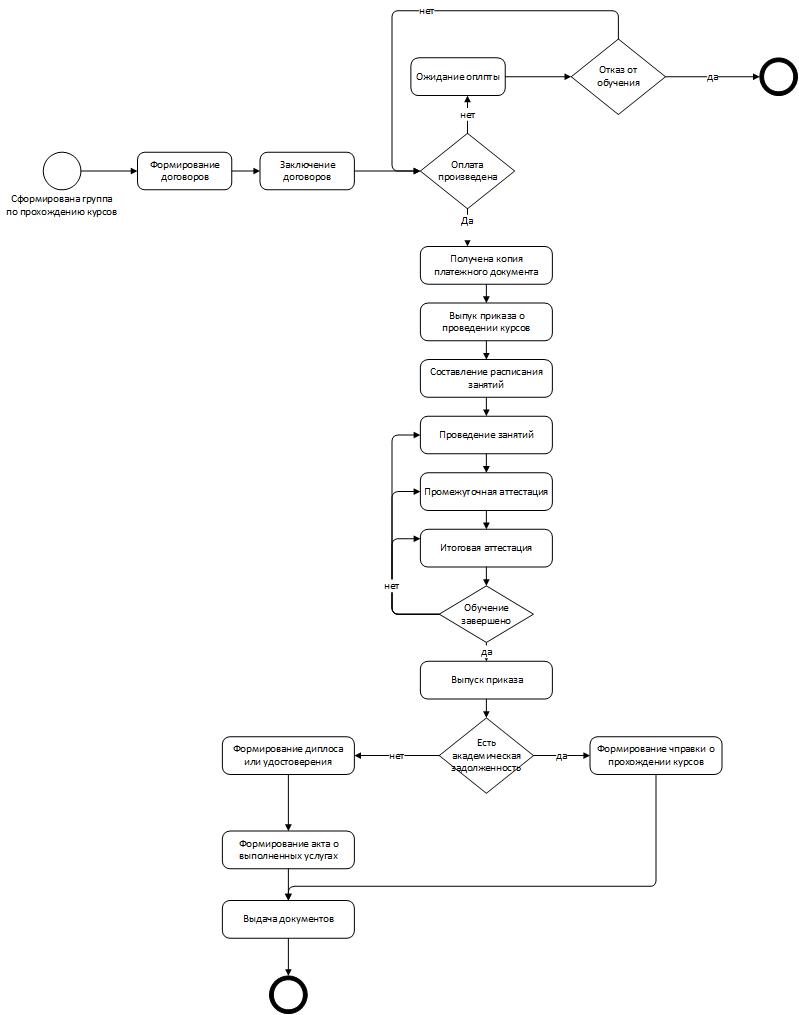 нет
Ожидание оплпты
Отказ от
обучения
да
нет
Сформирована группа
по прохождению курсов
Формирование
договоров
Заключение
договоров
Оплата
произведена
Да
Получена копия
платежного документа
Выпук приказа о
проведении курсов
Составление расписания
занятий
Проведение занятий
Промежуточная аттестация
Итоговая аттестация
нет
Обучение
завершено
да
Выпуск приказа
Формирование диплоса
или удостоверения
нет
Есть
академическая
задолженность
да
Формирование чправки о
прохождении курсов
Формирование акта о
выполненных услугах
Выдача документов